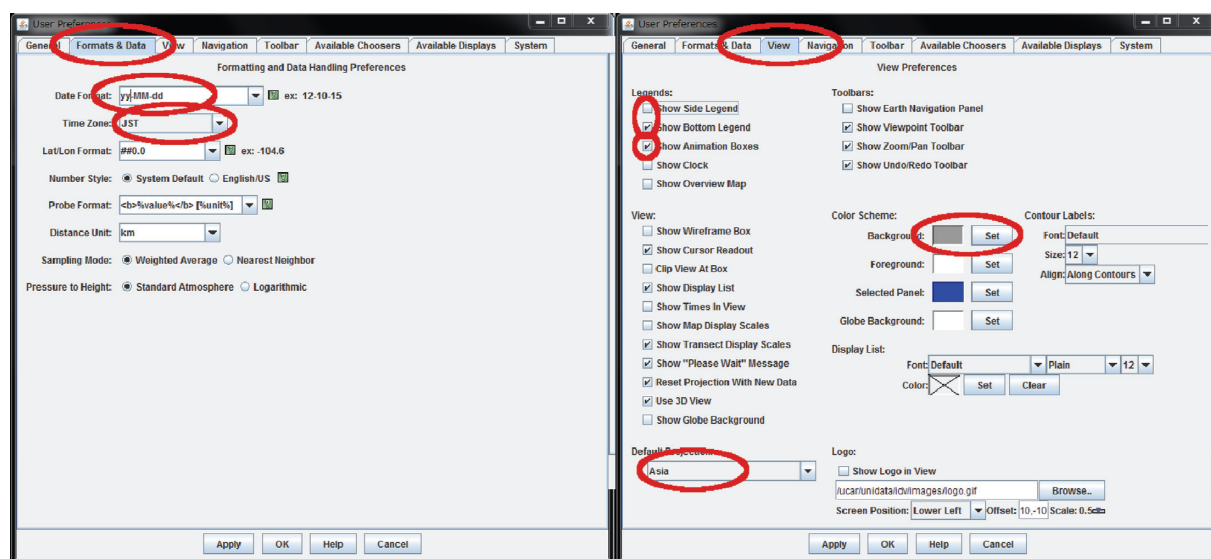 User Preferences
General Formats & Data View Navigation Toolbar Available Choosers Available Displays System
Formatting and Data Handling Preferences
Date Format: yy-MM-dd ex: 12-10-15
Time Zone: JST
Lat/Lon Format: ##0.0 ex: -104.6
Number Style: System Default English/US
Probe Format: <b>%value%</b> [%unit%]
Distance Unit: km
Sampling Mode: Weighted Average Nearest Neighbor
Pressure to Height: Standard Atmosphere Logarithmic
Apply OK Help Cancel
User Preferences
General Formats & Data View Navigation Toolbar Available Choosers Available Displays System
View Preferences
Legends:
Show Side Legend
Show Bottom Legend
Show Animation Boxes
Show Clock
Show Overview Map
Toolbars:
Show Earth Navigation Panel
Show Viewpoint Toolbar
Show Zoom/Pan Toolbar
Show Undo/Redo Toolbar
View:
Show Wireframe Box
Show Cursor Readout
Clip View At Box
Show Display List
Show Times In View
Show Map Display Scales
Show Transect Display Scales
Show "Please Wait" Message
Reset Projection With New Data
Use 3D View
Show Globe Background
Color Scheme:
Background: Set
Foreground: Set
Selected Panel: Set
Globe Background: Set
Contour Labels:
Font: Default
Size: 12
Align: Along Contours
Display List:
Font: Default Plain 12
Color: Set Clear
Default Projection:
Asia
Logo:
Show Logo in View
/ucar/unidata/idv/images/logo.gif Browse..
Screen Position: Lower Left Offset: 10,-10 Scale: 0.5
Apply OK Help Cancel